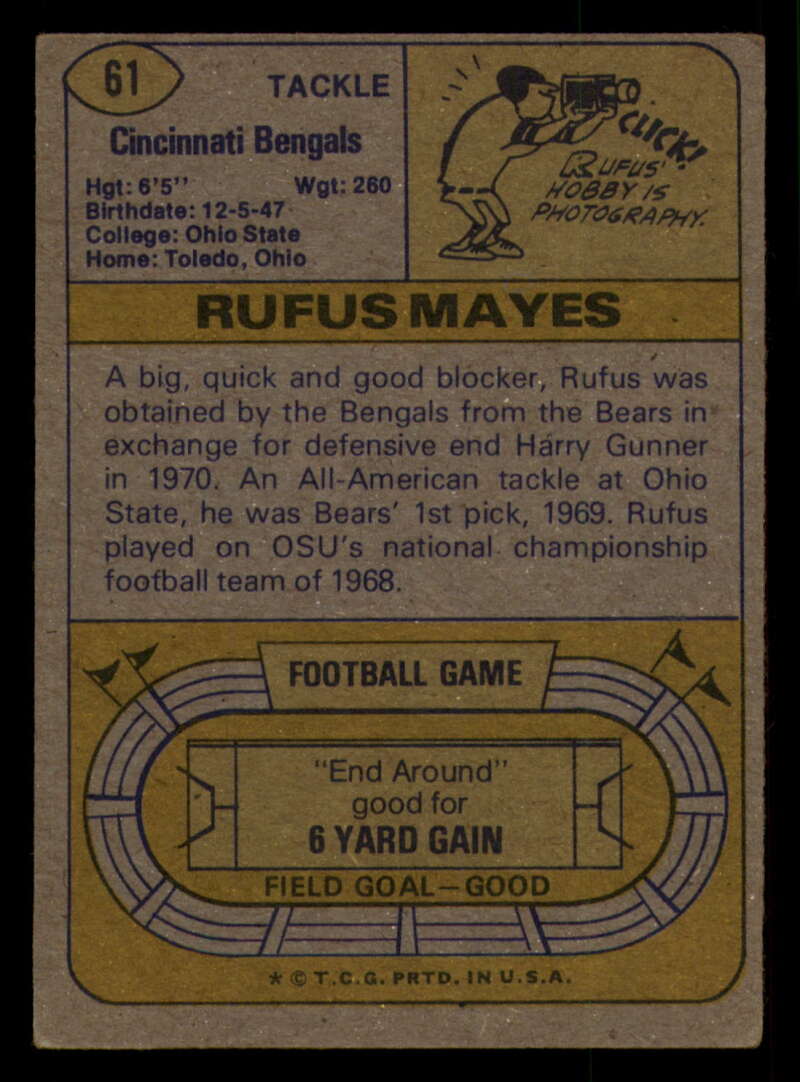 61
TACKLE
Cincinnati Bengals
Hgt: 6'5"
Wgt: 260
Birthdate: 12-5-47
College: Ohio State
Home: Toledo, Ohio
CLICK!
RUFUS'
HOBBY IS
PHOTOGRAPHY.
RUFUS MAYES
A big, quick and good blocker, Rufus was
obtained by the Bengals from the Bears in
exchange for defensive end Harry Gunner
in 1970. An All-American tackle at Ohio
State, he was Bears' 1st pick, 1969. Rufus
played on OSU's national championship
football team of 1968.
FOOTBALL GAME
"End Around"
good for
6 YARD GAIN
FIELD GOAL—GOOD
* © T.C.G. PRTD. IN U.S.A.